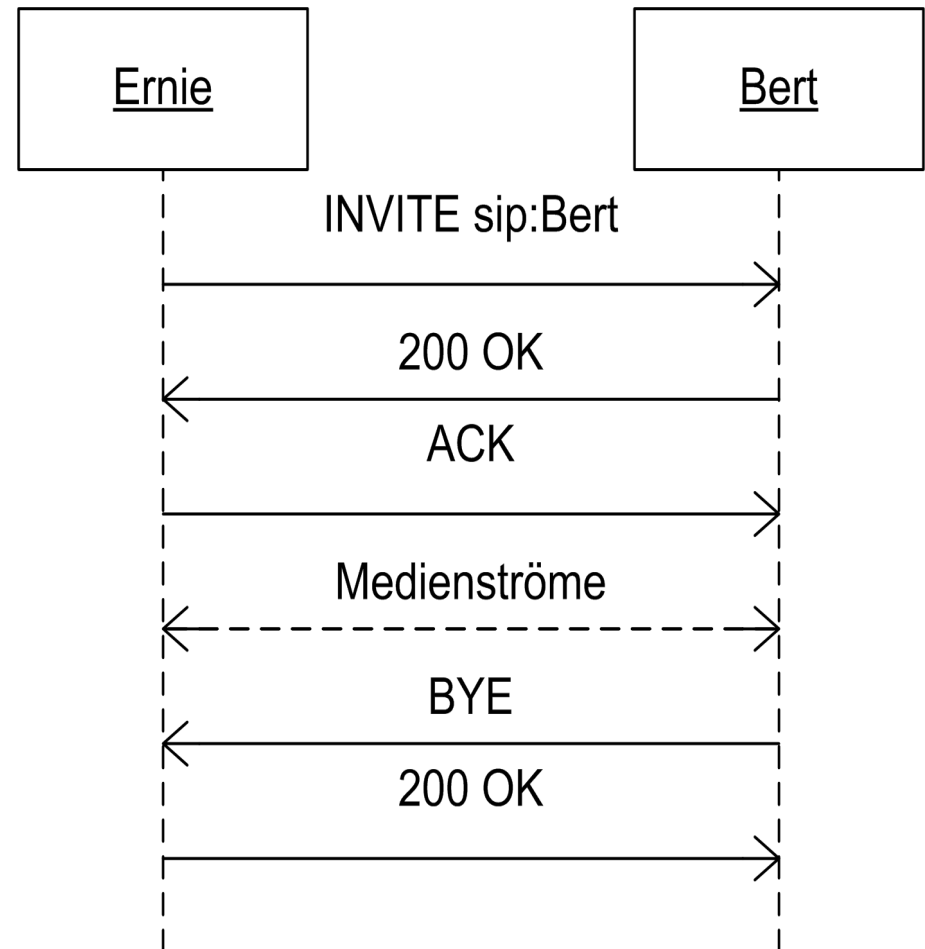 Ernie
Bert
INVITE sip:Bert
200 OK
ACK
Medienströme
BYE
200 OK